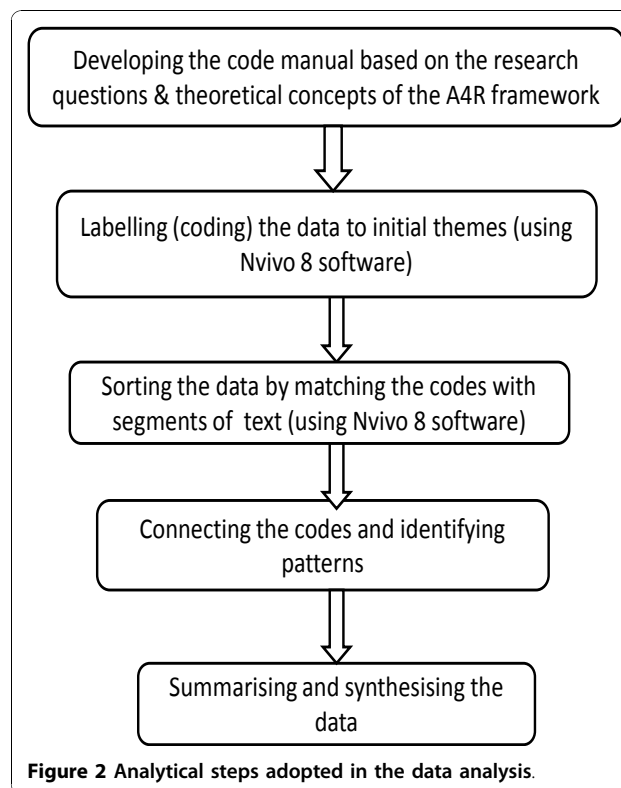 Developing the code manual based on the research
questions & theoretical concepts of the A4R framework
Labelling (coding) the data to initial themes (using
Nvivo 8 software)
Sorting the data by matching the codes with
segments of text (using Nvivo 8 software)
Connecting the codes and identifying
patterns
Summarising and synthesising the
data
Figure 2 Analytical steps adopted in the data analysis.